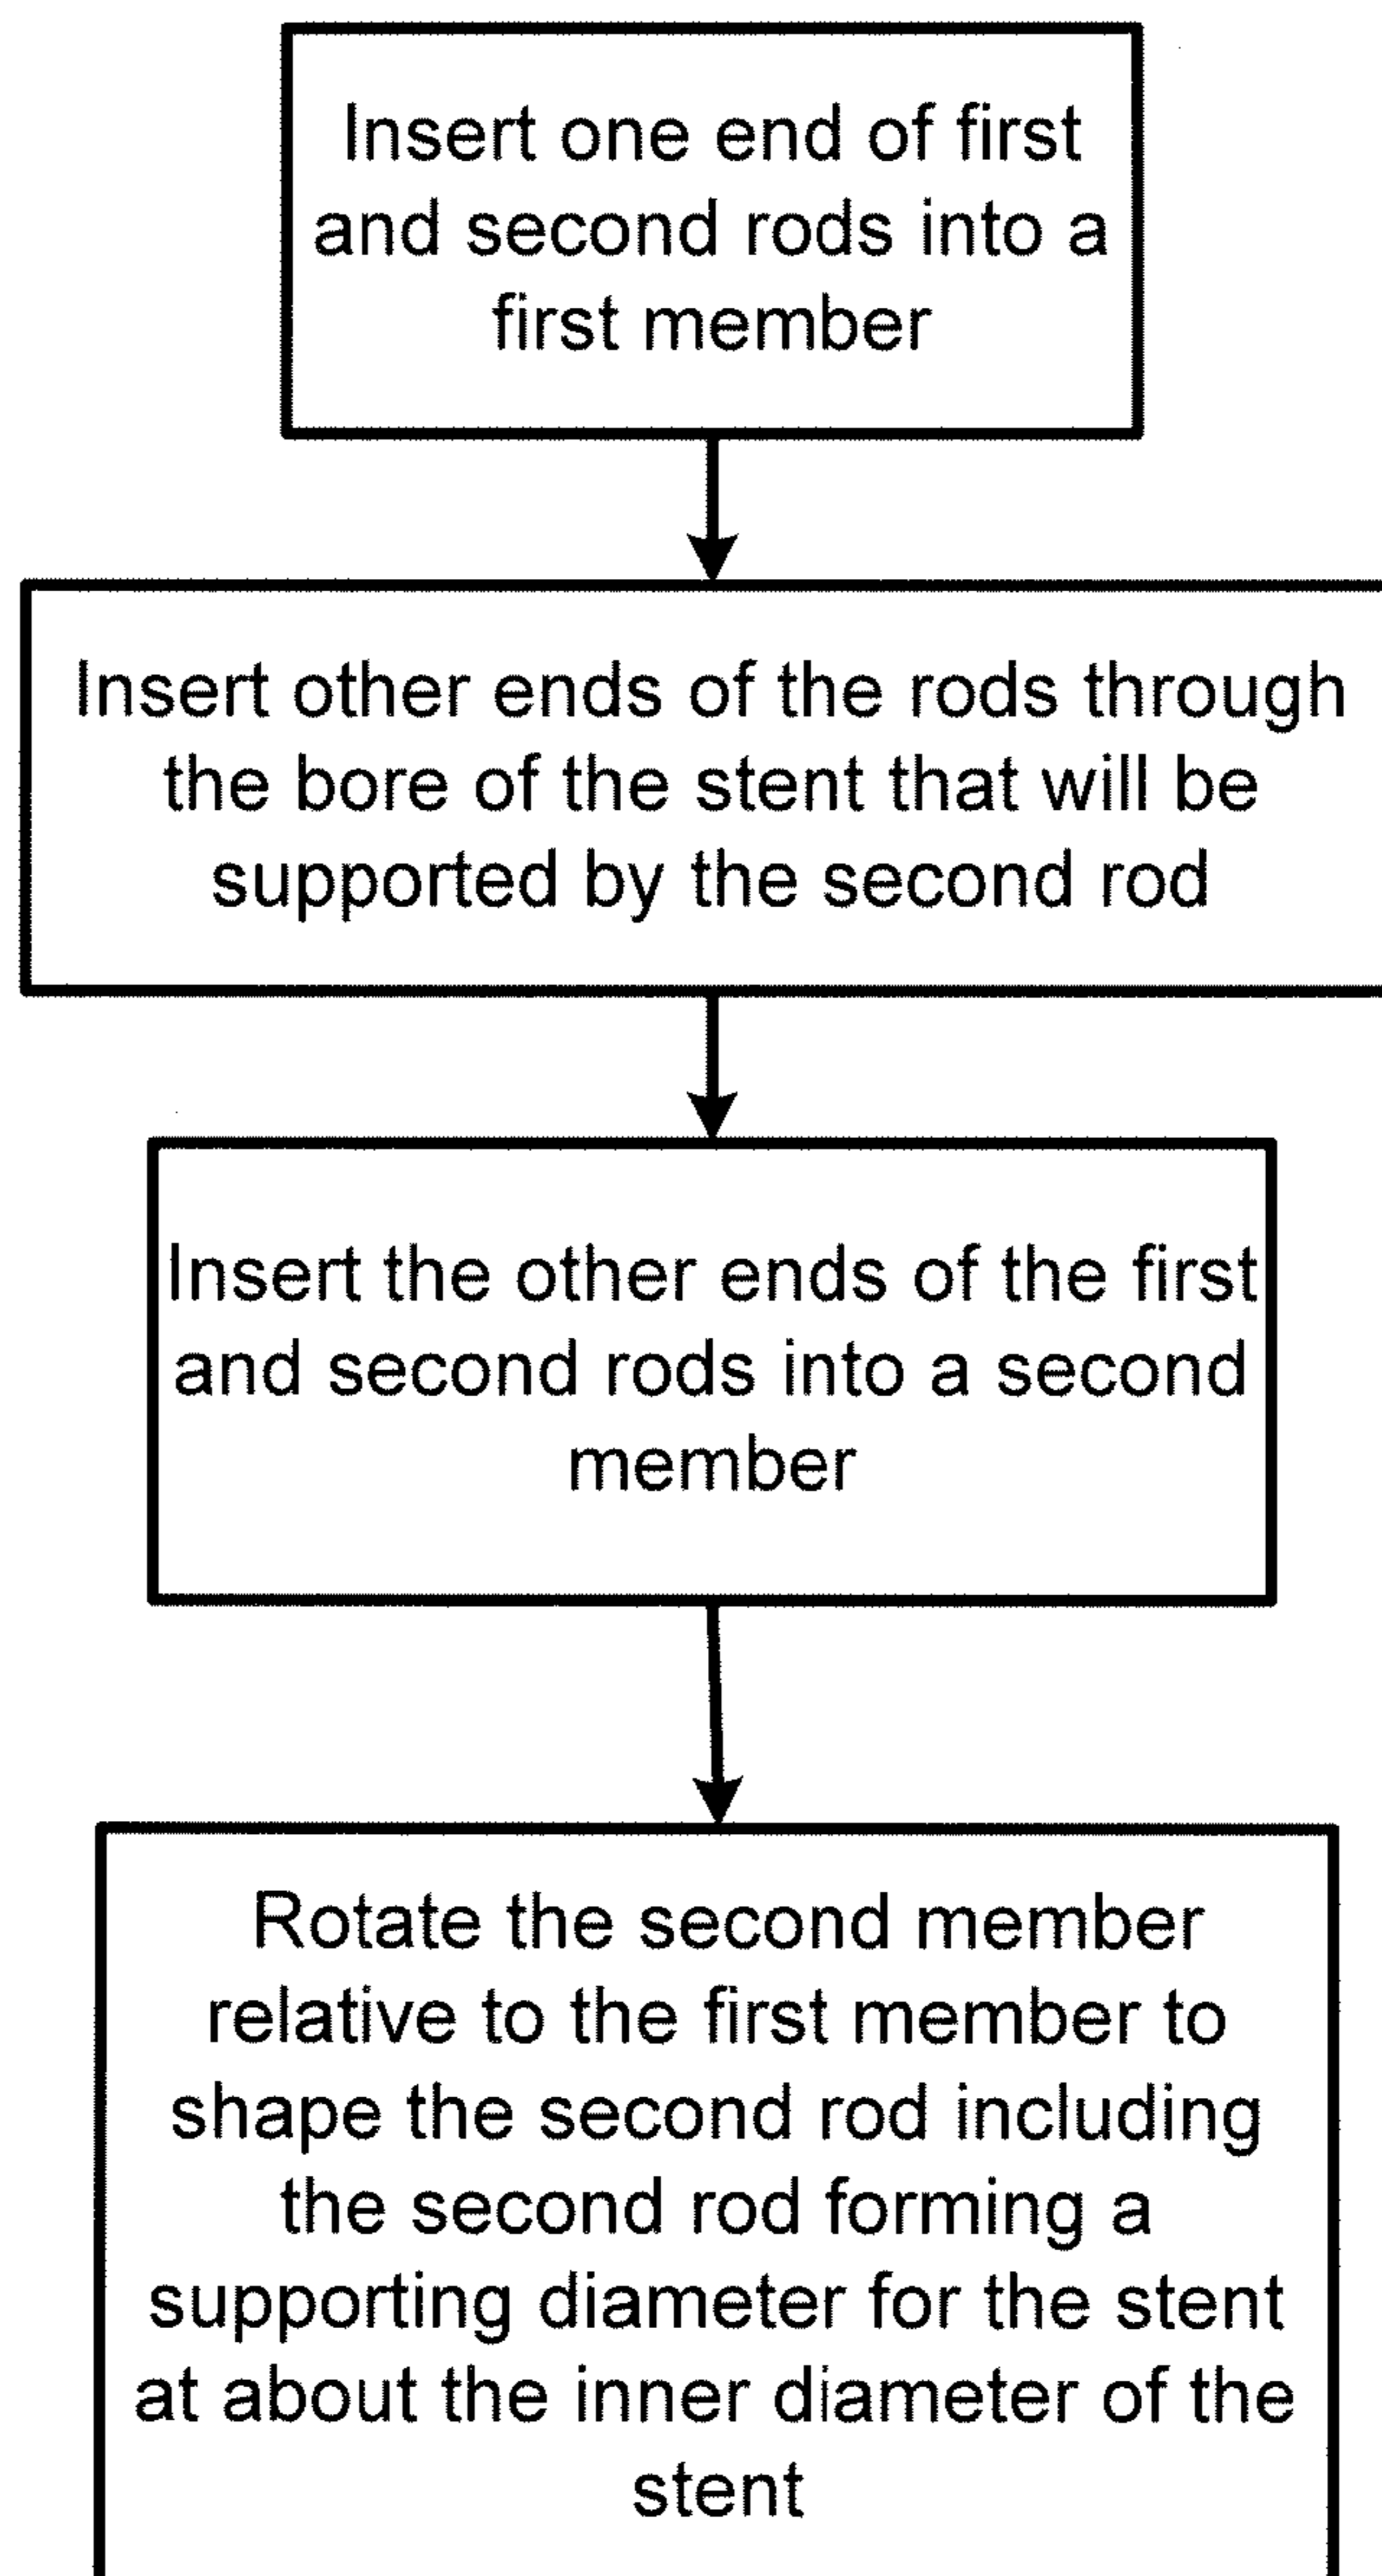 Insert one end of first
and second rods into a
first member
Insert other ends of the rods through
the bore of the stent that will be
supported by the second rod
Insert the other ends of the first
and second rods into a second
member
Rotate the second member
relative to the first member to
shape the second rod including
the second rod forming a
supporting diameter for the stent
at about the inner diameter of the
stent